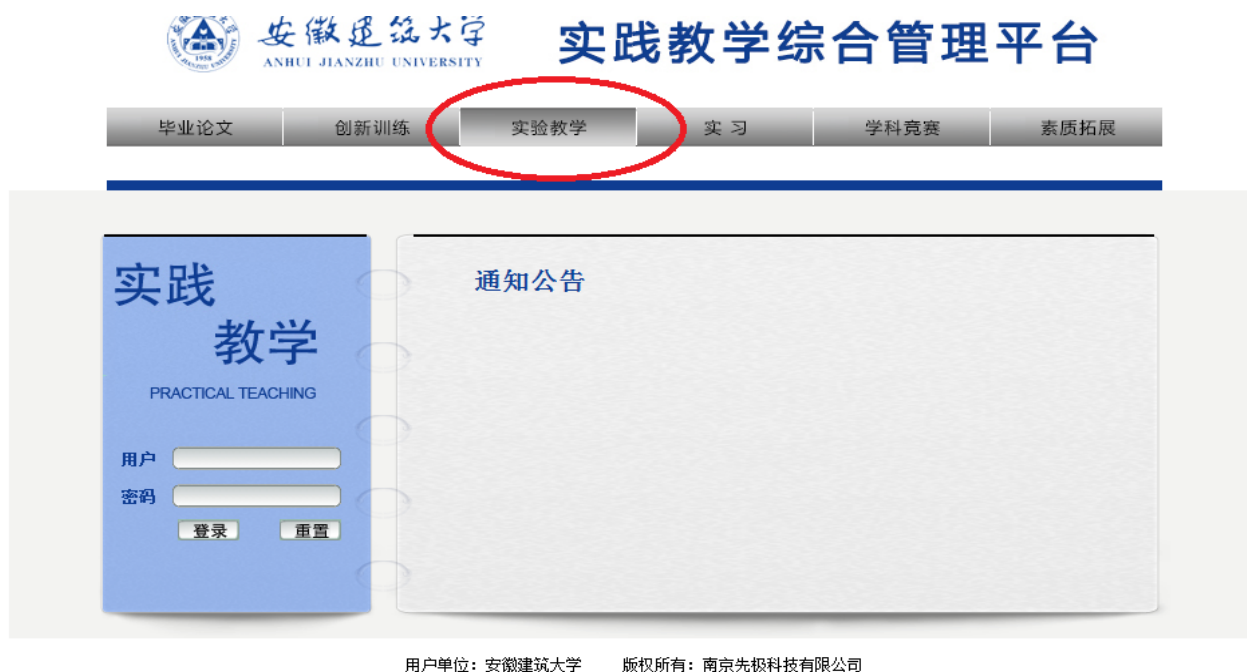 安徽建筑大学
ANHUI JIANZHU UNIVERSITY
实践教学综合管理平台
毕业论文 创新训练 实验教学 实 习 学科竞赛 素质拓展
实践
教学
PRACTICAL TEACHING
通知公告
用户
密码
登录 重置
用户单位：安徽建筑大学 版权所有：南京先极科技有限公司